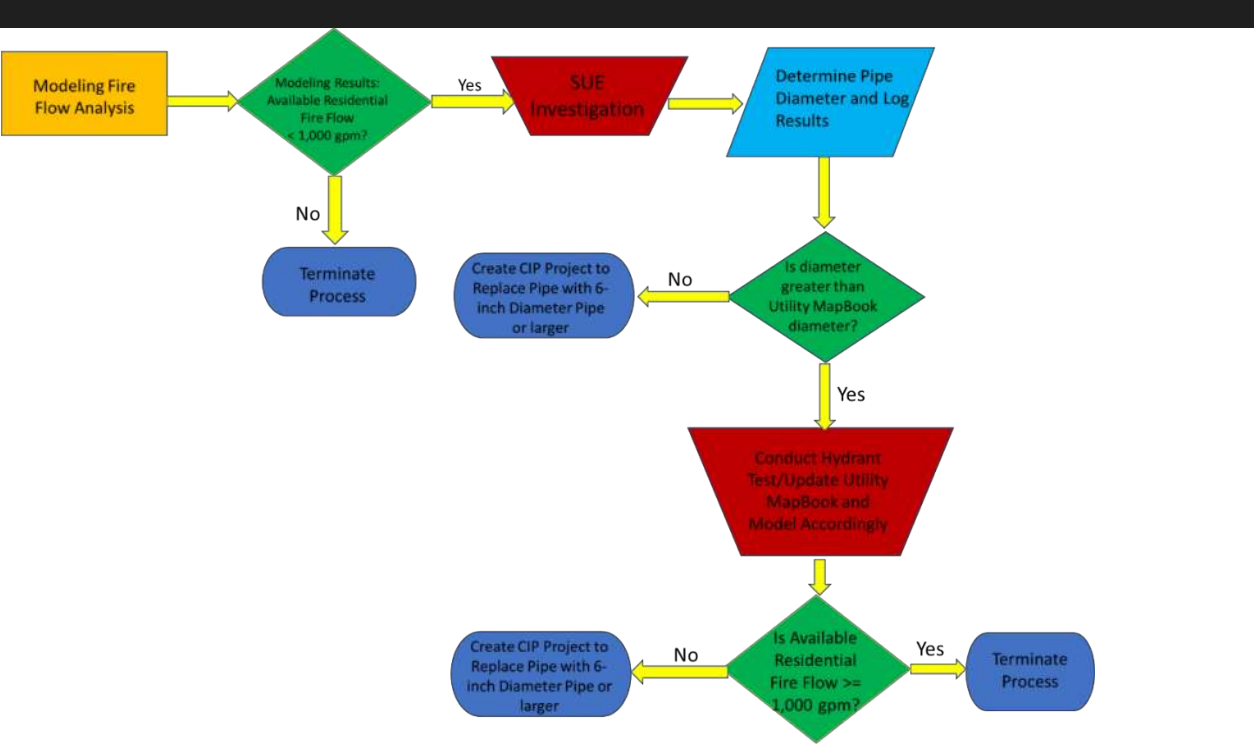 Modeling Fire
Flow Analysis
Modeling Results:
Available Residential
Fire Flow
< 1,000 gpm?
Yes
SUE
Investigation
Determine Pipe
Diameter and Log
Results
No
Terminate
Process
Create CIP Project to
Replace Pipe with 6-
inch Diameter Pipe
or larger
No
Is diameter
greater than
Utility MapBook
diameter?
Yes
Conduct Hydrant
Test/Update Utility
MapBook and
Model Accordingly
Create CIP Project to
Replace Pipe with 6-
inch Diameter Pipe or
larger
No
Is Available
Residential
Fire Flow >=
1,000 gpm?
Yes
Terminate
Process